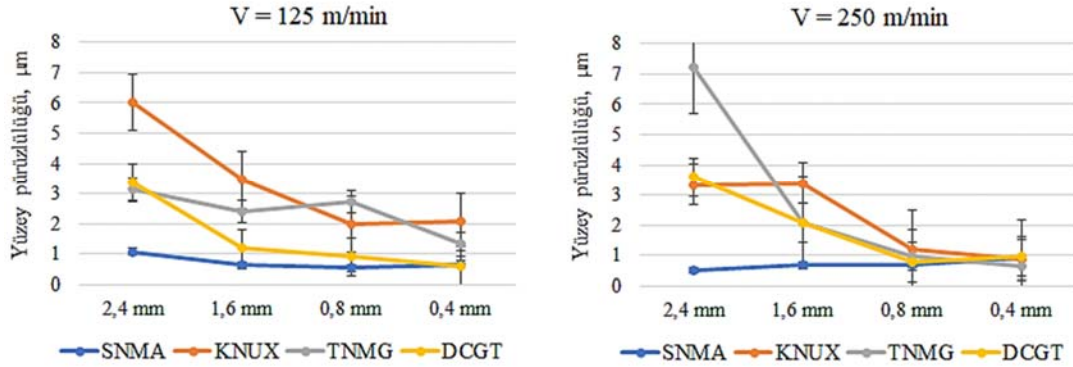 V = 125 m/min
Yüzey pürüzlülüğü, µm
8
7
6
5
4
3
2
1
0
2,4 mm 1,6 mm 0,8 mm 0,4 mm
SNMA KNUX TNMG DCGT
V = 250 m/min
Yüzey pürüzlülüğü, µm
8
7
6
5
4
3
2
1
0
2,4 mm 1,6 mm 0,8 mm 0,4 mm
SNMA KNUX TNMG DCGT